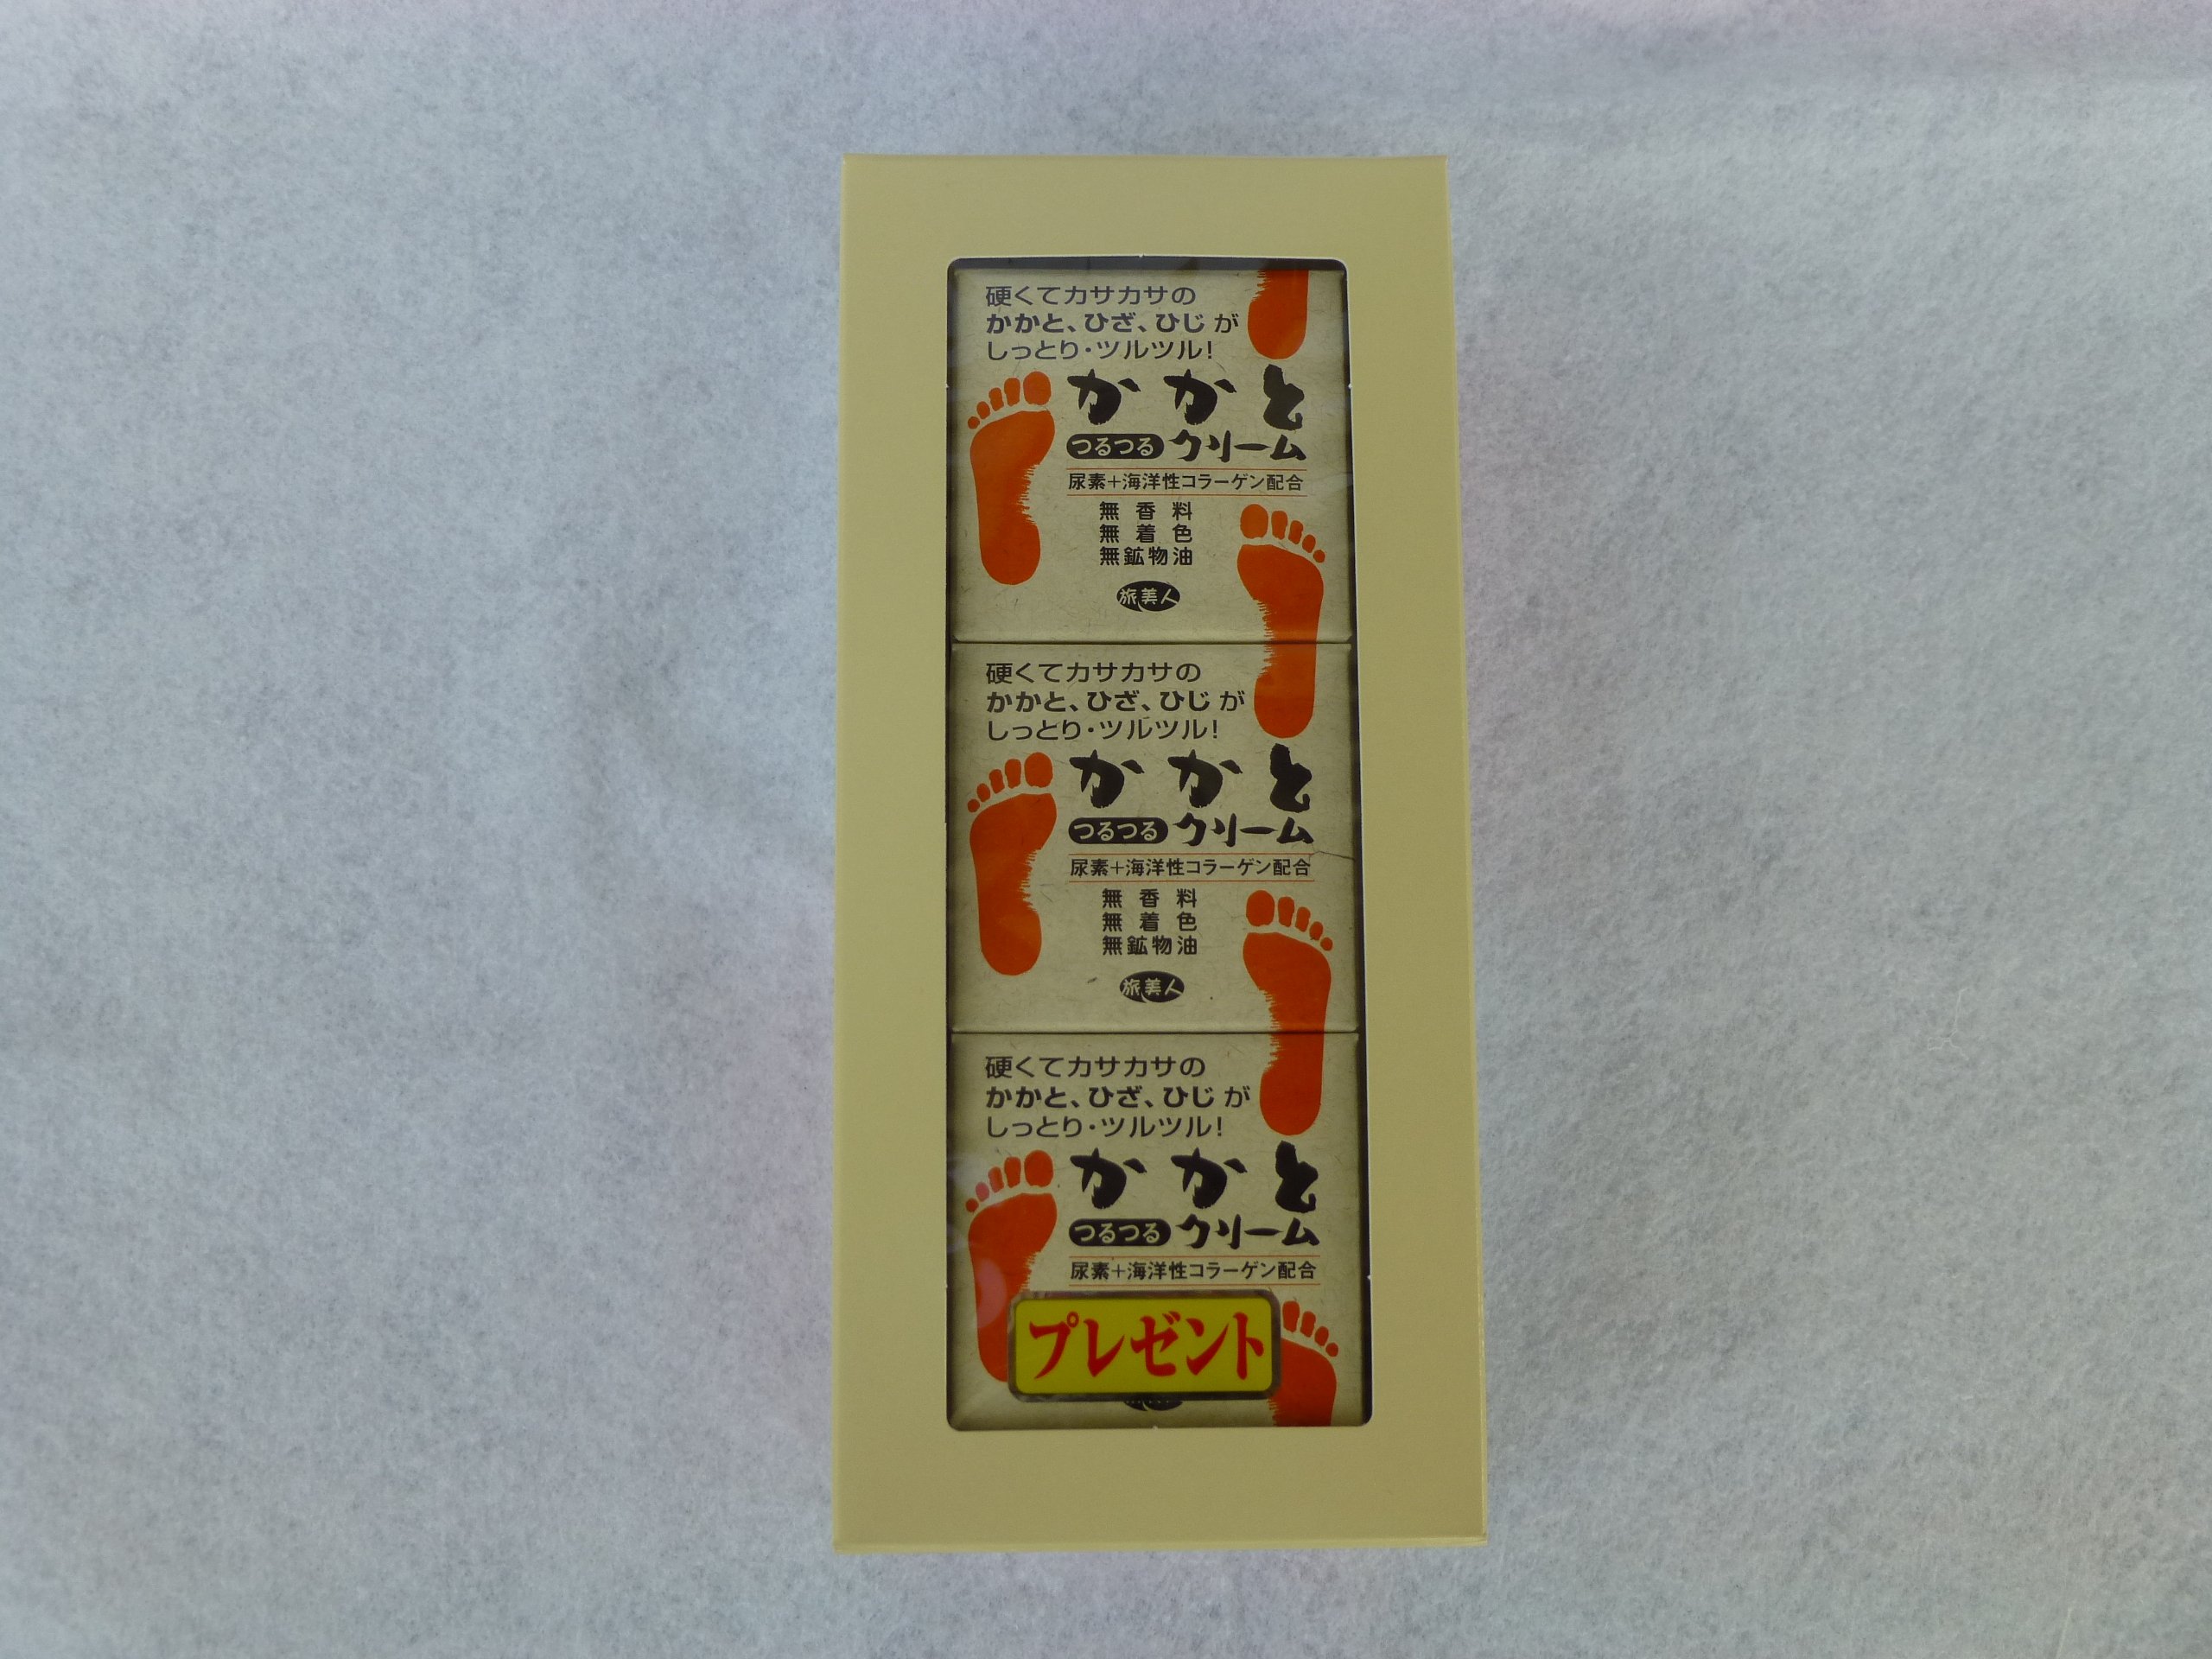 硬くてカサカサの
かかと、ひざ、ひじが
しっとり・ツルツル!
かかと
つるつる クリーム
尿素+海洋性コラーゲン配合
無香料
無着色
無鉱物油
旅美人
硬くてカサカサの
かかと、ひざ、ひじが
しっとり・ツルツル!
かかと
つるつる クリーム
尿素+海洋性コラーゲン配合
無香料
無着色
無鉱物油
旅美人
硬くてカサカサの
かかと、ひざ、ひじが
しっとり・ツルツル!
かかと
つるつる クリーム
尿素+海洋性コラーゲン配合
プレゼント